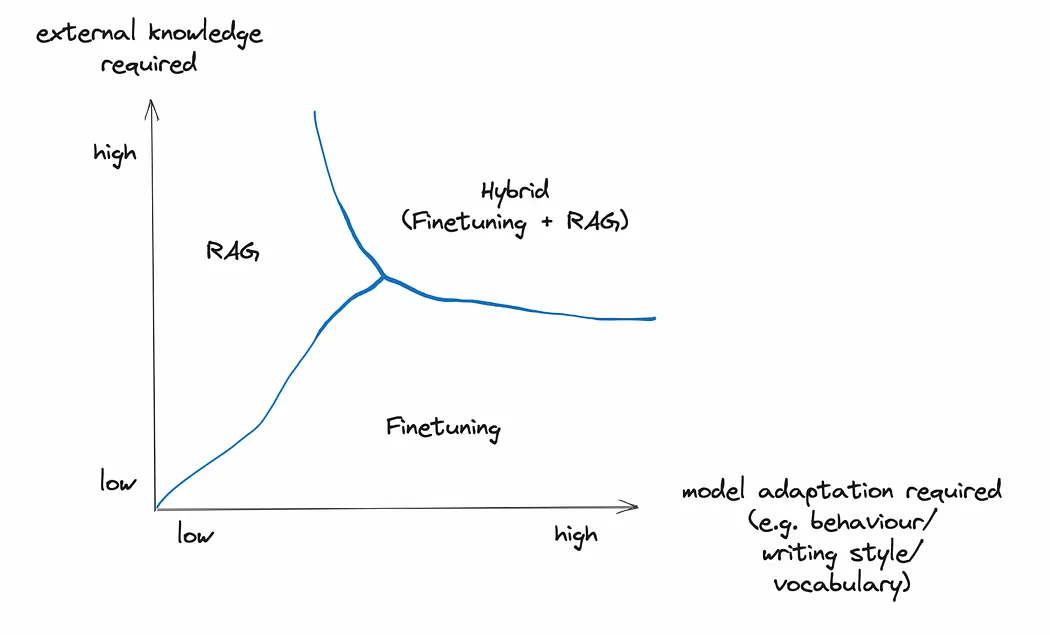 external knowledge
required
high
Hybrid
(Finetuning + RAG)
RAG
Finetuning
low
low
high
model adaptation required
(e.g. behaviour/
writing style/
vocabulary)